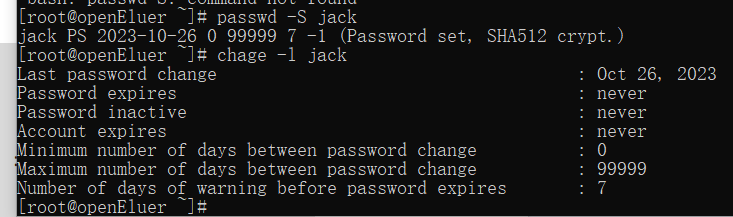 -bash: passwd-S: command not found
[root@openEluer ~]# passwd -S jack
jack PS 2023-10-26 0 99999 7 -1 (Password set, SHA512 crypt.)
[root@openEluer ~]# chage -l jack
Last password change : Oct 26, 2023
Password expires : never
Password inactive : never
Account expires : never
Minimum number of days between password change : 0
Maximum number of days between password change : 99999
Number of days of warning before password expires : 7
[root@openEluer ~]#